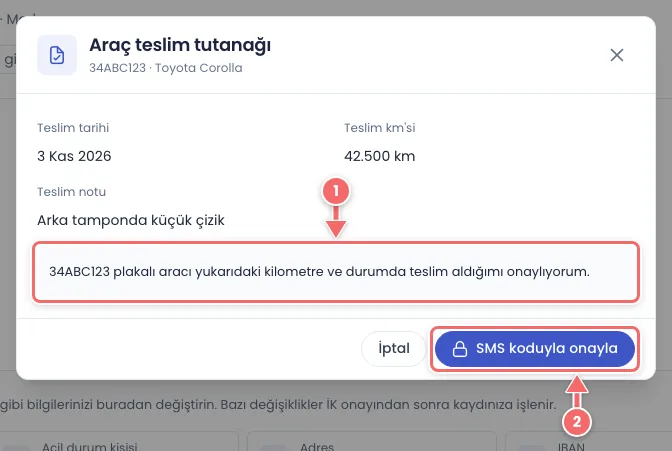 Araç teslim tutanağı
34ABC123 · Toyota Corolla
Teslim tarihi
Teslim km'si
3 Kas 2026
42.500 km
Teslim notu
1
Arka tamponda küçük çizik
34ABC123 plakalı aracı yukarıdaki kilometre ve durumda teslim aldığımı onaylıyorum.
İptal
SMS koduyla onayla
2
gibi bilgilerinizi buradan değiştirin. Bazı değişiklikler İK onayından sonra kaydınıza işlenir.
Acil durum kişisi
Adres
IBAN